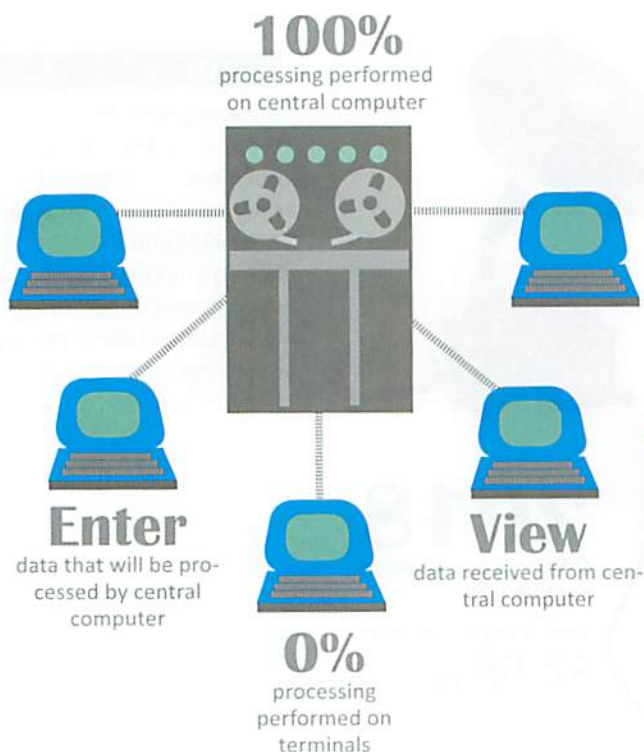 100%
processing performed
on central computer
Enter
data that will be pro-
cessed by central
computer
View
data received from cen-
tral computer
0%
processing
performed on
terminals